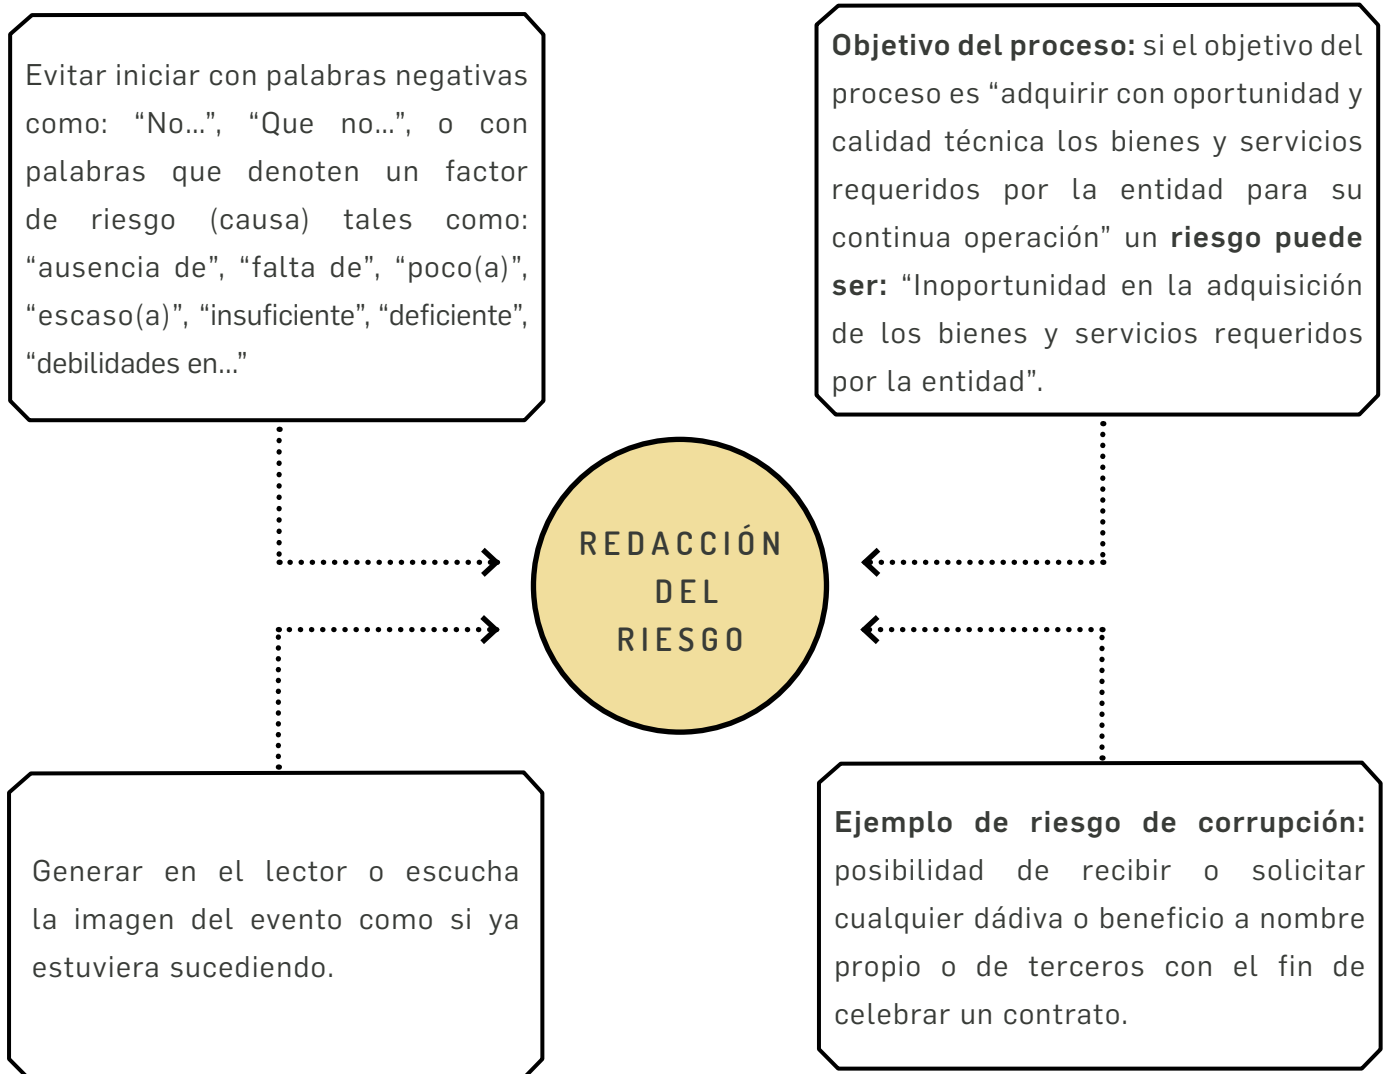 Evitar iniciar con palabras negativas
como: “No...”, “Que no...”, o con
palabras que denoten un factor
de riesgo (causa) tales como:
“ausencia de”, “falta de”, “poco(a)”,
“escaso(a)”, “insuficiente”, “deficiente”,
“debilidades en...”
Objetivo del proceso: si el objetivo del
proceso es “adquirir con oportunidad y
calidad técnica los bienes y servicios
requeridos por la entidad para su
continua operación” un riesgo puede
ser: “Inoportunidad en la adquisición
de los bienes y servicios requeridos
por la entidad”.
REDACCIÓN
DEL
RIESGO
Generar en el lector o escucha
la imagen del evento como si ya
estuviera sucediendo.
Ejemplo de riesgo de corrupción:
posibilidad de recibir o solicitar
cualquier dádiva o beneficio a nombre
propio o de terceros con el fin de
celebrar un contrato.